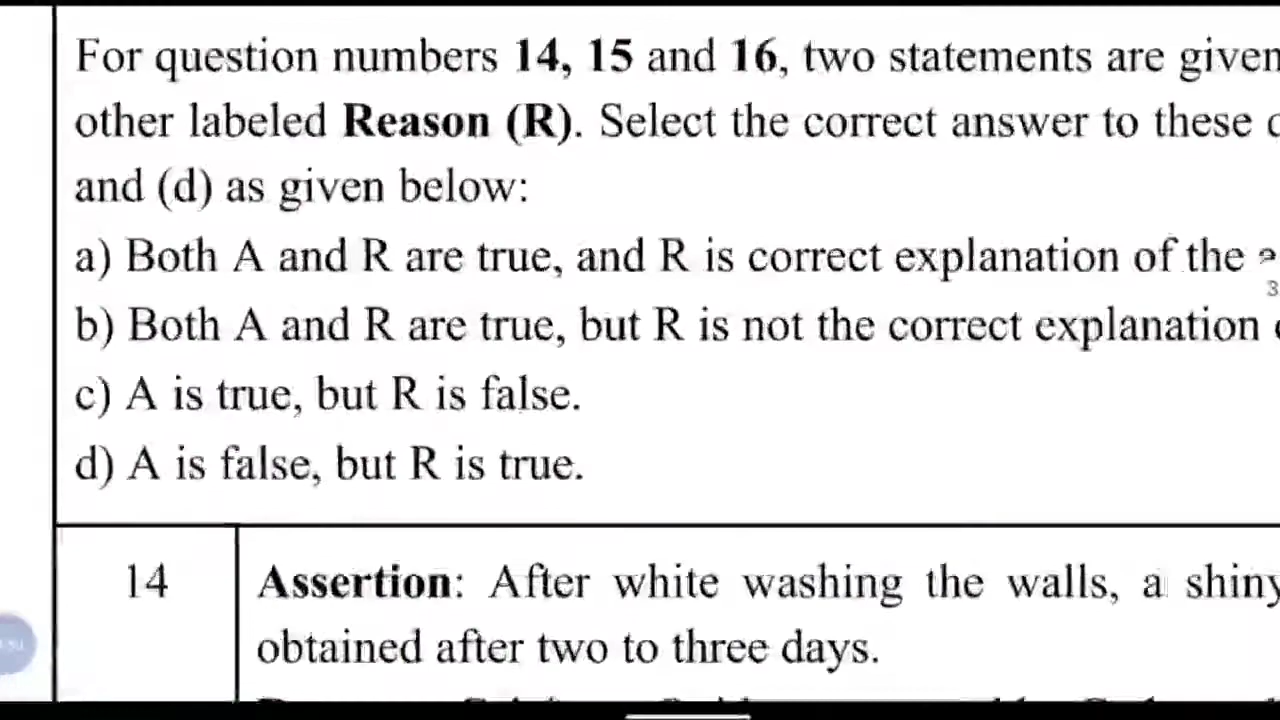 For question numbers 14, 15 and 16, two statements are given
other labeled Reason (R). Select the correct answer to these
and (d) as given below:
a) Both A and R are true, and R is correct explanation of the
3
b) Both A and R are true, but R is not the correct explanation
c) A is true, but R is false.
d) A is false, but R is true.
14
Assertion: After white washing the walls, a shiny
obtained after two to three days.